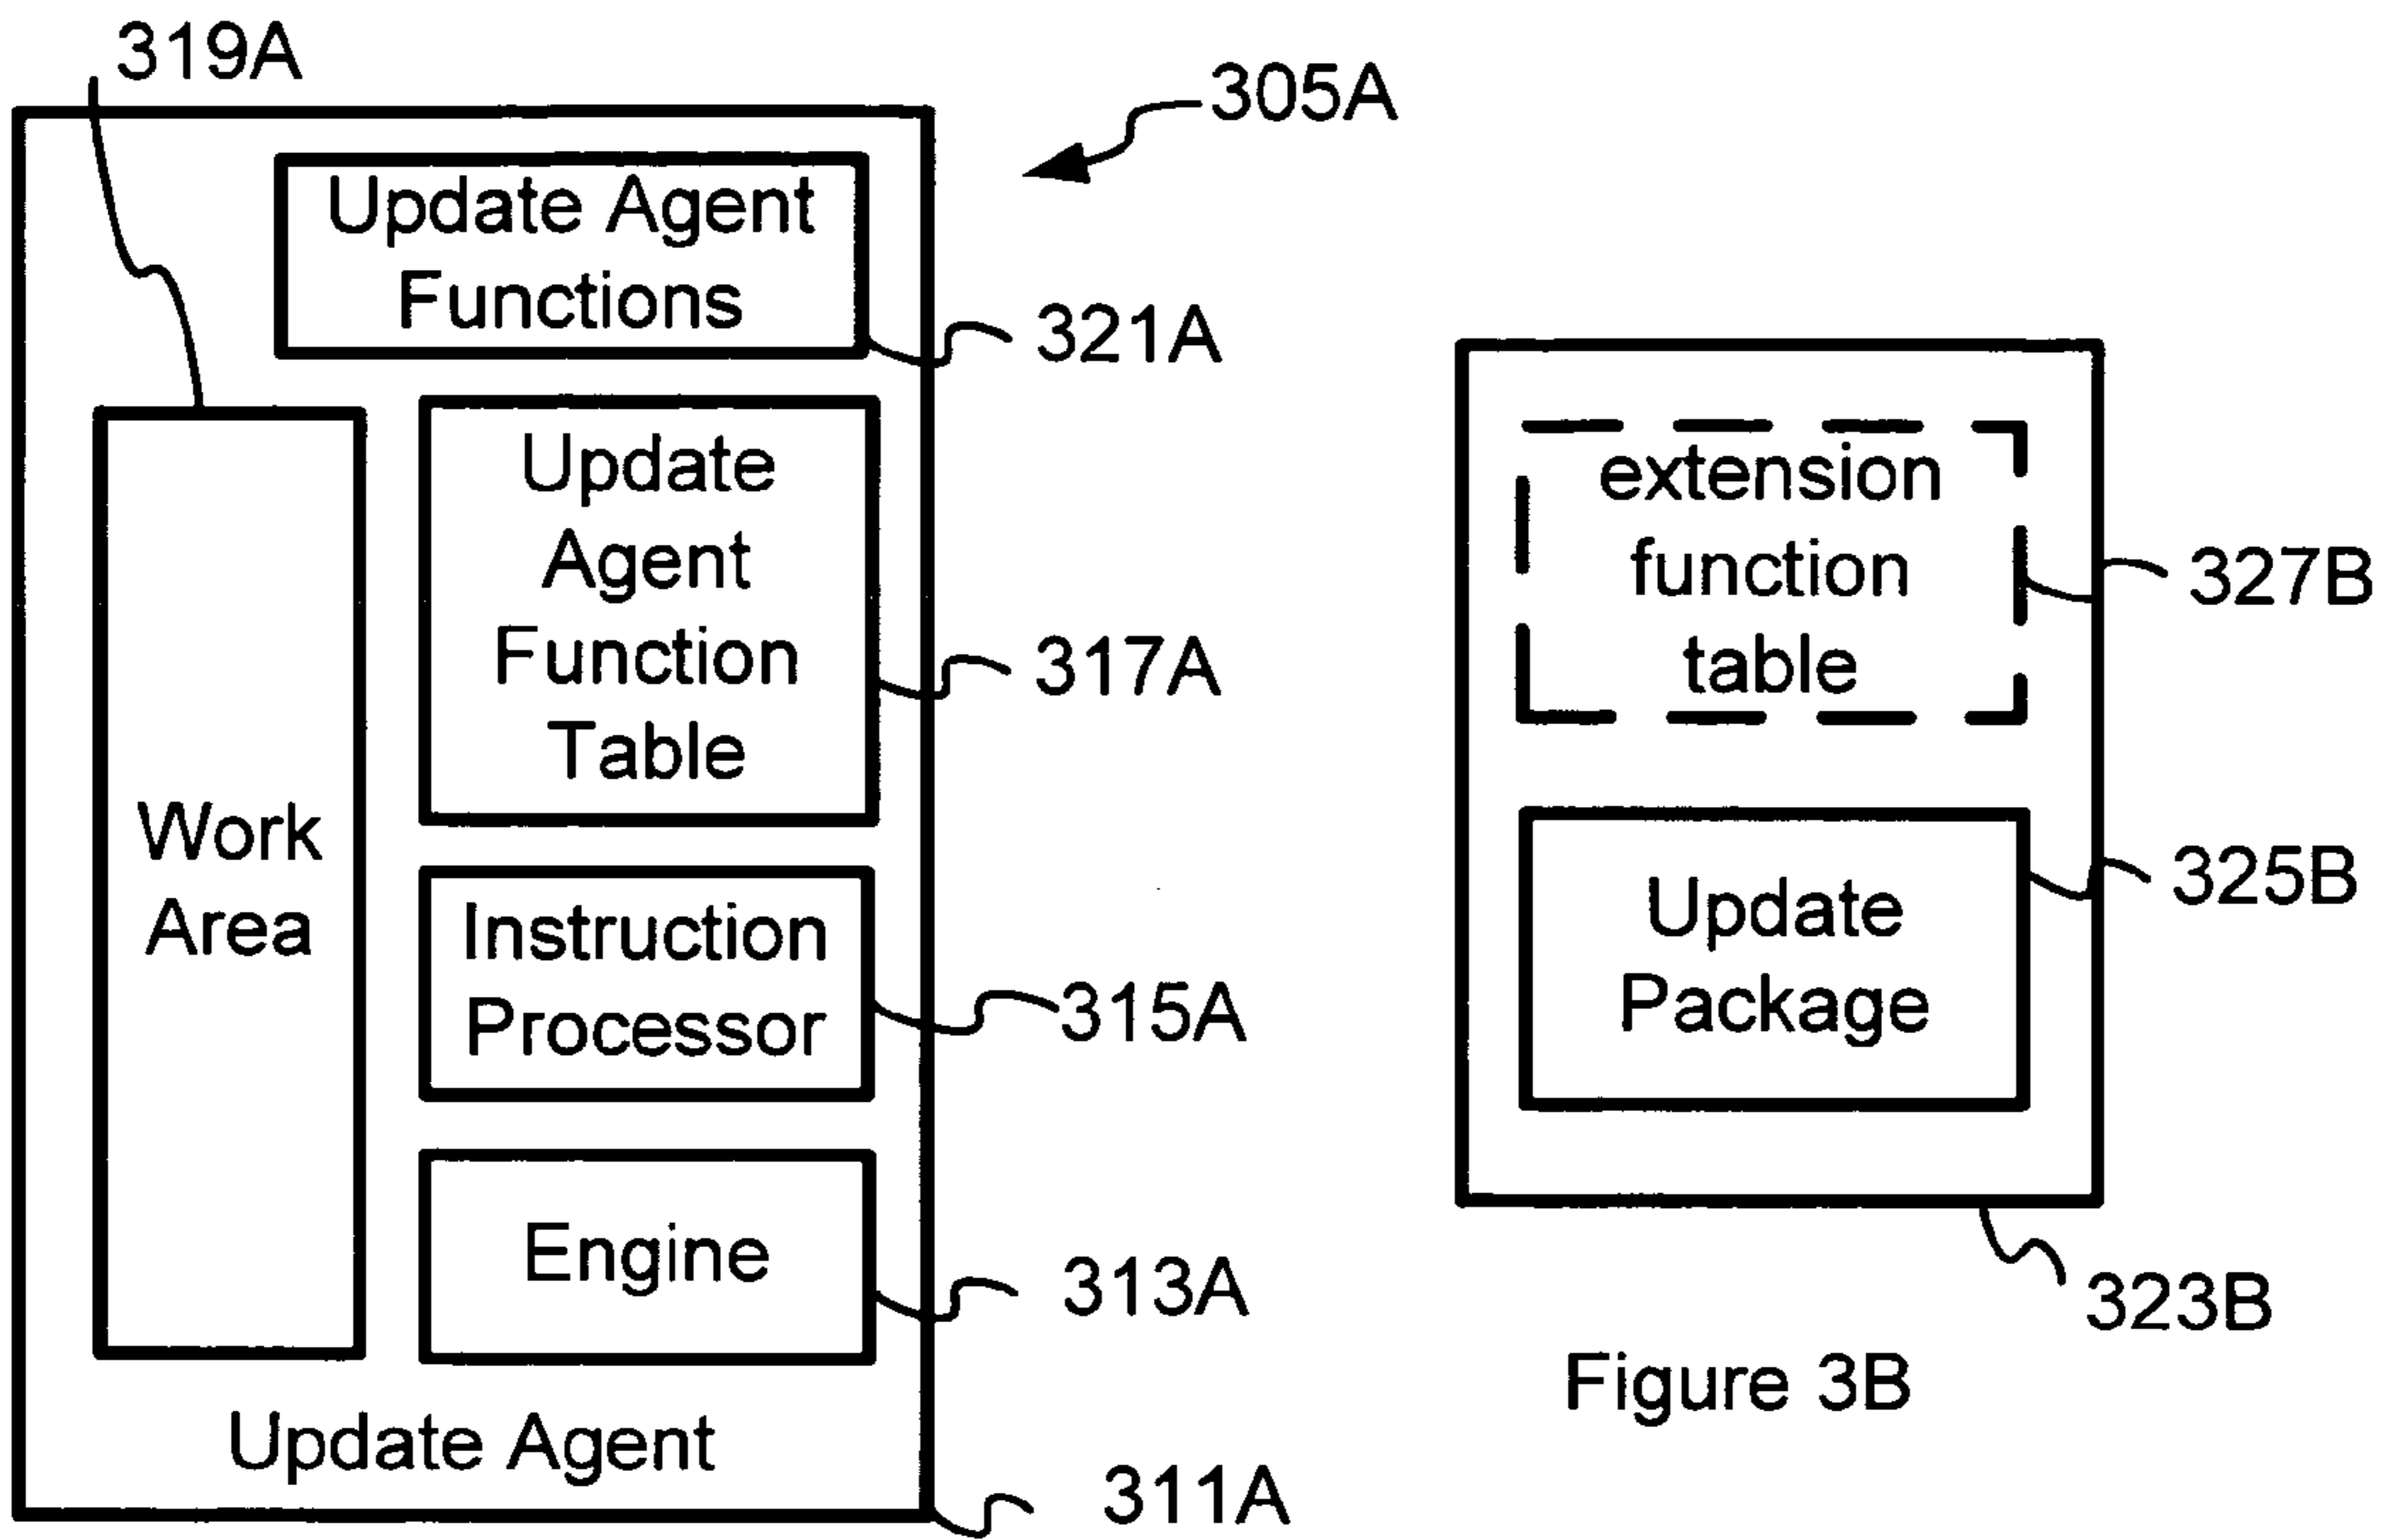 319A
305A
Update Agent
Functions
321A
Update
Agent
Function
Table
317A
Work
Area
Instruction
Processor
315A
Engine
313A
Update Agent
311A
extension
function
table
327B
Update
Package
325B
323B
Figure 3B